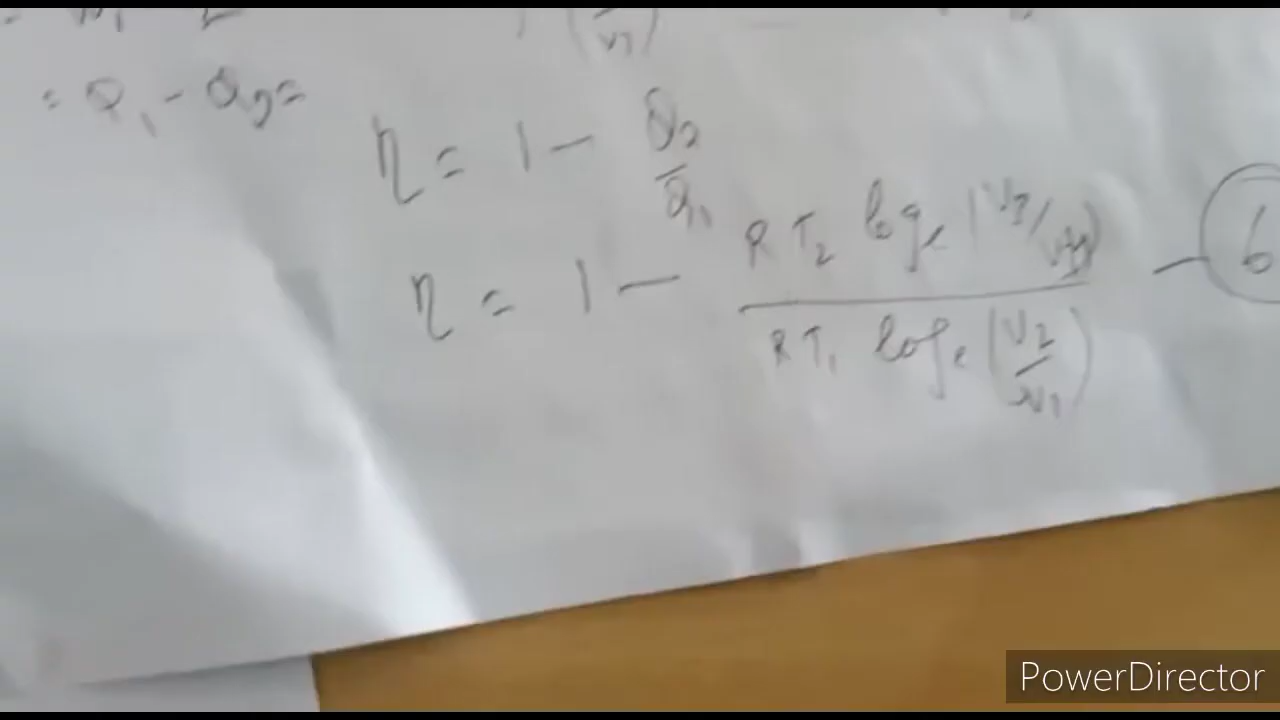 = Q₁ - Q₂ =
η = 1 - Q₂/Q₁
η = 1 - RT₂ logₑ (V₃/V₄) / RT₁ logₑ (V₂/V₁) - 6
PowerDirector